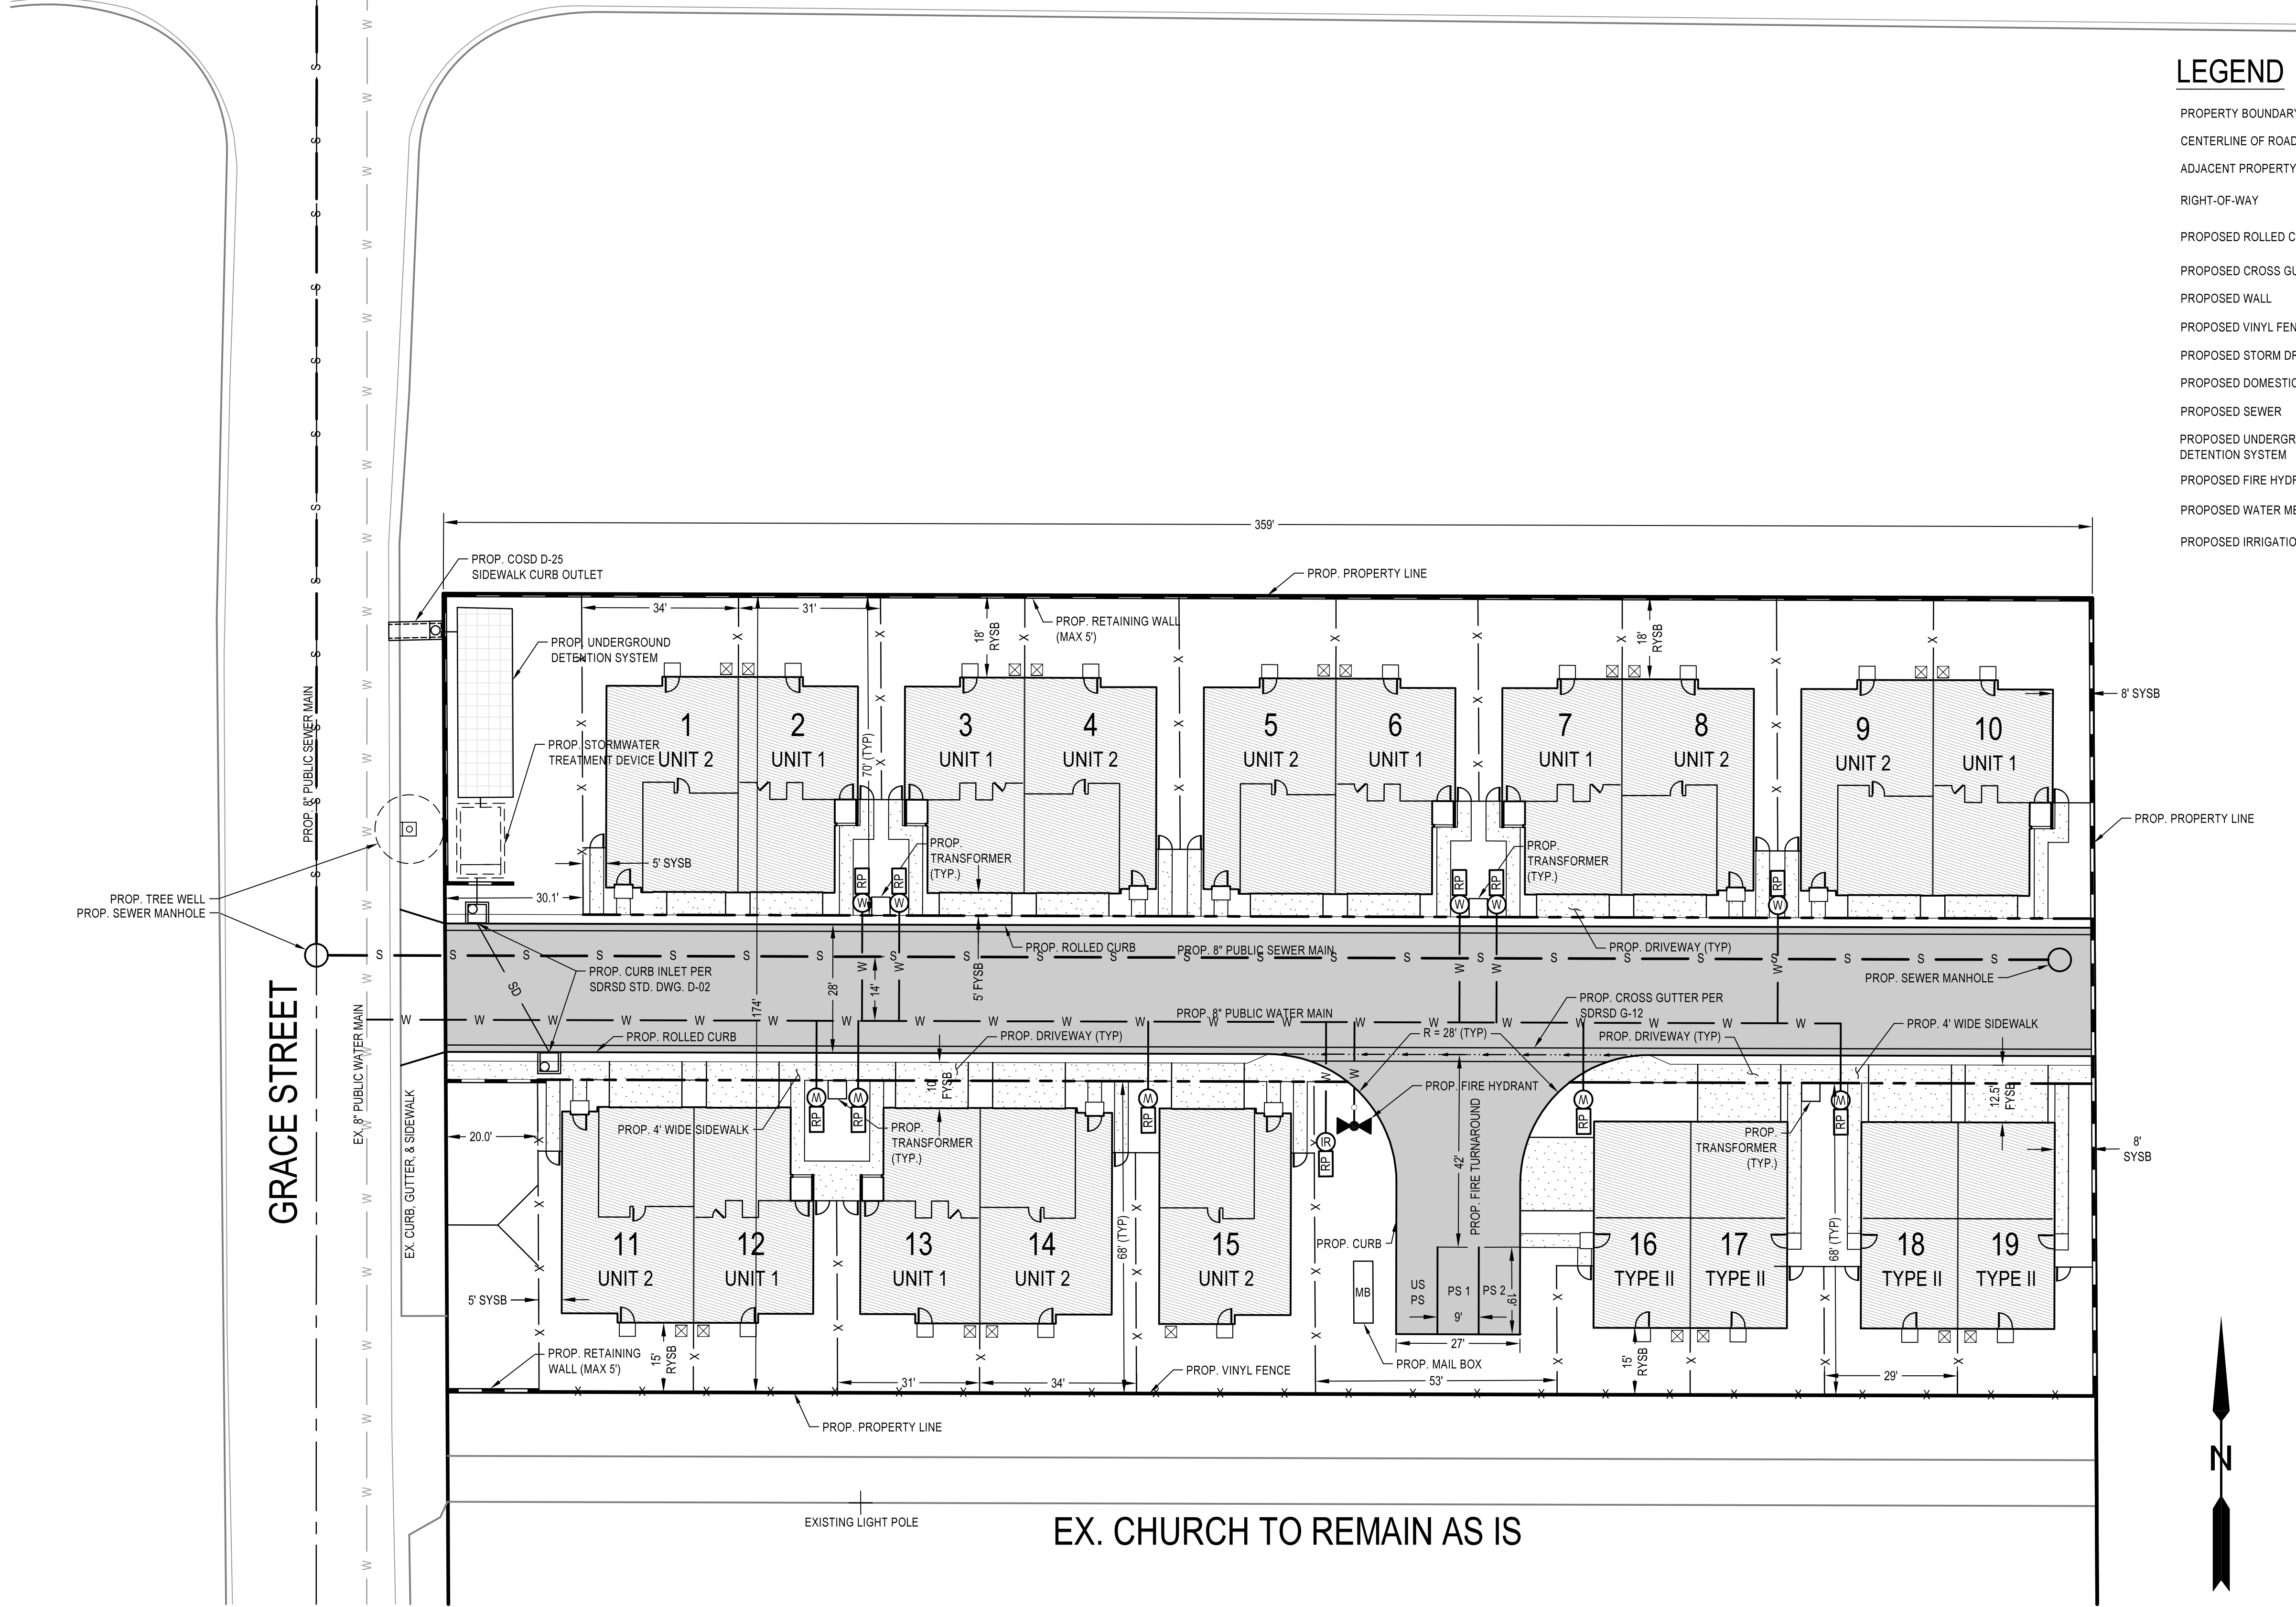 LEGEND
PROPERTY BOUNDARY
CENTERLINE OF ROAD
ADJACENT PROPERTY
RIGHT-OF-WAY
PROPOSED ROLLED C
PROPOSED CROSS GU
PROPOSED WALL
PROPOSED VINYL FEN
PROPOSED STORM DR
PROPOSED DOMESTIC
PROPOSED SEWER
PROPOSED UNDERGR
DETENTION SYSTEM
PROPOSED FIRE HYDR
PROPOSED WATER ME
PROPOSED IRRIGATIO
359'
PROP. COSD D-25
SIDEWALK CURB OUTLET
PROP. PROPERTY LINE
34'
31'
18'
RYSB
PROP. RETAINING WALL
(MAX 5')
18'
RYSB
PROP. UNDERGROUND
DETENTION SYSTEM
8' SYSB
1
UNIT 2
2
UNIT 1
3
UNIT 1
4
UNIT 2
5
UNIT 2
6
UNIT 1
7
UNIT 1
8
UNIT 2
9
UNIT 2
10
UNIT 1
PROP. STORMWATER
TREATMENT DEVICE
70' (TYP)
PROP. 8" PUBLIC SEWER MAIN
PROP. PROPERTY LINE
5' SYSB
PROP.
TRANSFORMER
(TYP.)
PROP.
TRANSFORMER
(TYP.)
RP
RP
RP
RP
RP
W
W
W
W
W
30.1'
PROP. TREE WELL
PROP. SEWER MANHOLE
PROP. ROLLED CURB
PROP. 8" PUBLIC SEWER MAIN
PROP. DRIVEWAY (TYP)
PROP. SEWER MANHOLE
PROP. CURB INLET PER
SDRSD STD. DWG. D-02
SD
174'
28'
14'
5' FYSB
PROP. CROSS GUTTER PER
SDRSD G-12
PROP. 8" PUBLIC WATER MAIN
PROP. ROLLED CURB
PROP. DRIVEWAY (TYP)
R = 28' (TYP)
PROP. DRIVEWAY (TYP)
PROP. 4' WIDE SIDEWALK
GRACE STREET
EX. 8" PUBLIC WATER MAIN
EX. CURB, GUTTER, & SIDEWALK
10'
FYSB
PROP. FIRE HYDRANT
12.5'
FYSB
W
W
W
W
W
RP
RP
RP
RP
RP
IR
RP
20.0'
PROP. 4' WIDE SIDEWALK
PROP.
TRANSFORMER
(TYP.)
42'
PROP. FIRE TURNAROUND
PROP.
TRANSFORMER
(TYP.)
8'
SYSB
11
UNIT 2
12
UNIT 1
13
UNIT 1
14
UNIT 2
68' (TYP)
15
UNIT 2
PROP. CURB
16
TYPE II
17
TYPE II
68' (TYP)
18
TYPE II
19
TYPE II
5' SYSB
MB
US
PS
PS 1
PS 2
9'
19'
27'
PROP. RETAINING
WALL (MAX 5')
15'
RYSB
PROP. VINYL FENCE
PROP. MAIL BOX
15'
RYSB
31'
34'
53'
29'
PROP. PROPERTY LINE
N
EXISTING LIGHT POLE
EX. CHURCH TO REMAIN AS IS